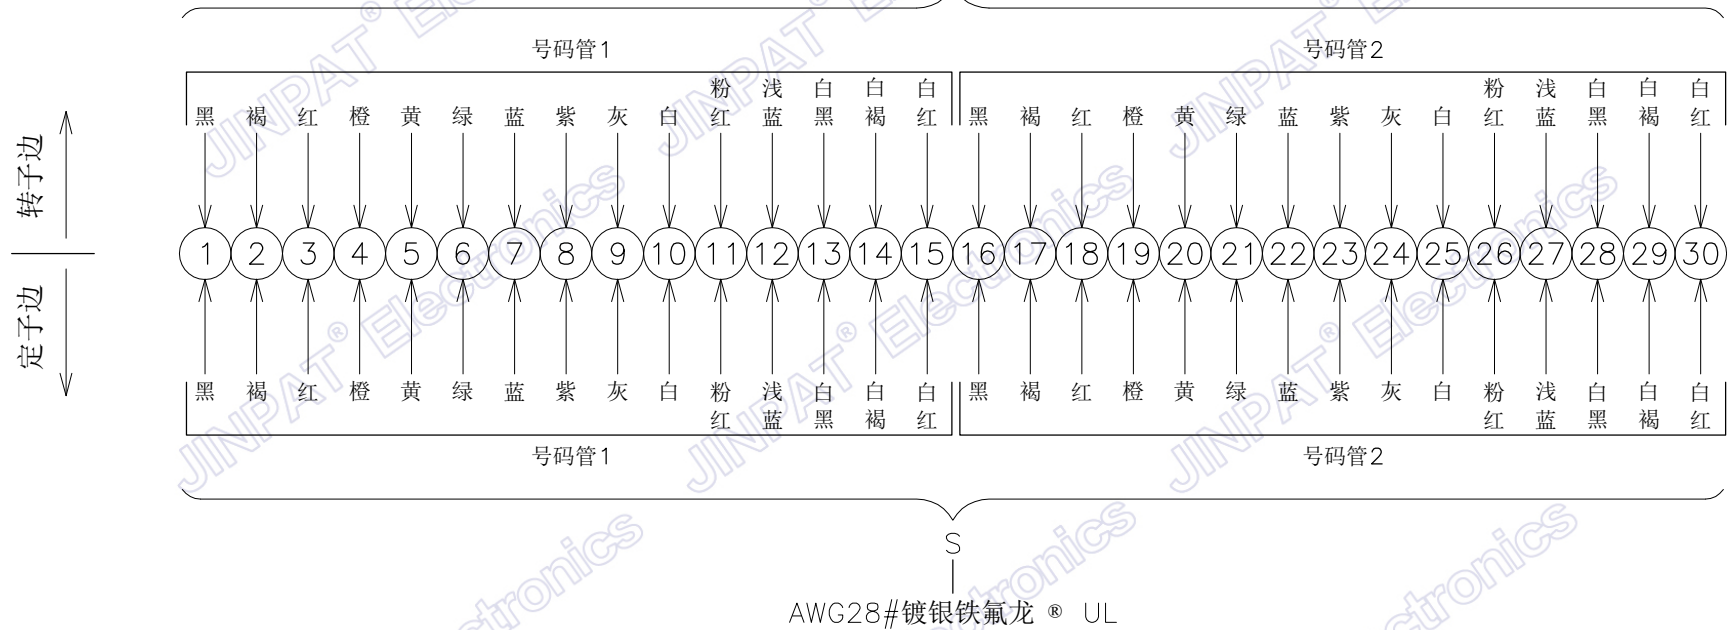 号码管1 号码管2
黑 褐 红 橙 黄 绿 蓝 紫 灰 白 粉红 浅蓝 白黑 白褐 白红 黑 褐 红 橙 黄 绿 蓝 紫 灰 白 粉红 浅蓝 白黑 白褐 白红
转子边
1 2 3 4 5 6 7 8 9 10 11 12 13 14 15 16 17 18 19 20 21 22 23 24 25 26 27 28 29 30
定子边
黑 褐 红 橙 黄 绿 蓝 紫 灰 白 粉红 浅蓝 白黑 白褐 白红 黑 褐 红 橙 黄 绿 蓝 紫 灰 白 粉红 浅蓝 白黑 白褐 白红
号码管1 号码管2
S
AWG28#镀银铁氟龙 ® UL
JINPAT® Electronics
JINPAT® Electronics
JINPAT® Electronics